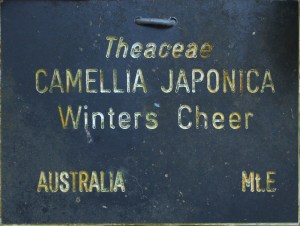 Theaceae
CAMELLIA JAPONICA
Winters Cheer
AUSTRALIA Mt.E